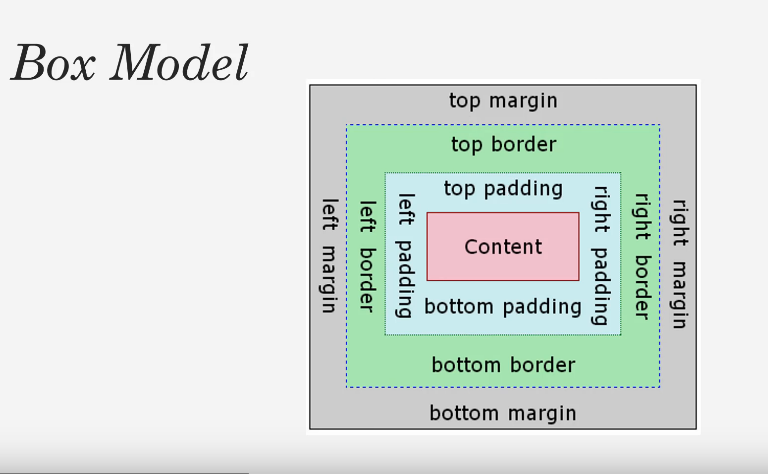 Box Model
top margin
top border
top padding
left margin
left border
left padding
Content
right padding
right border
right margin
bottom padding
bottom border
bottom margin